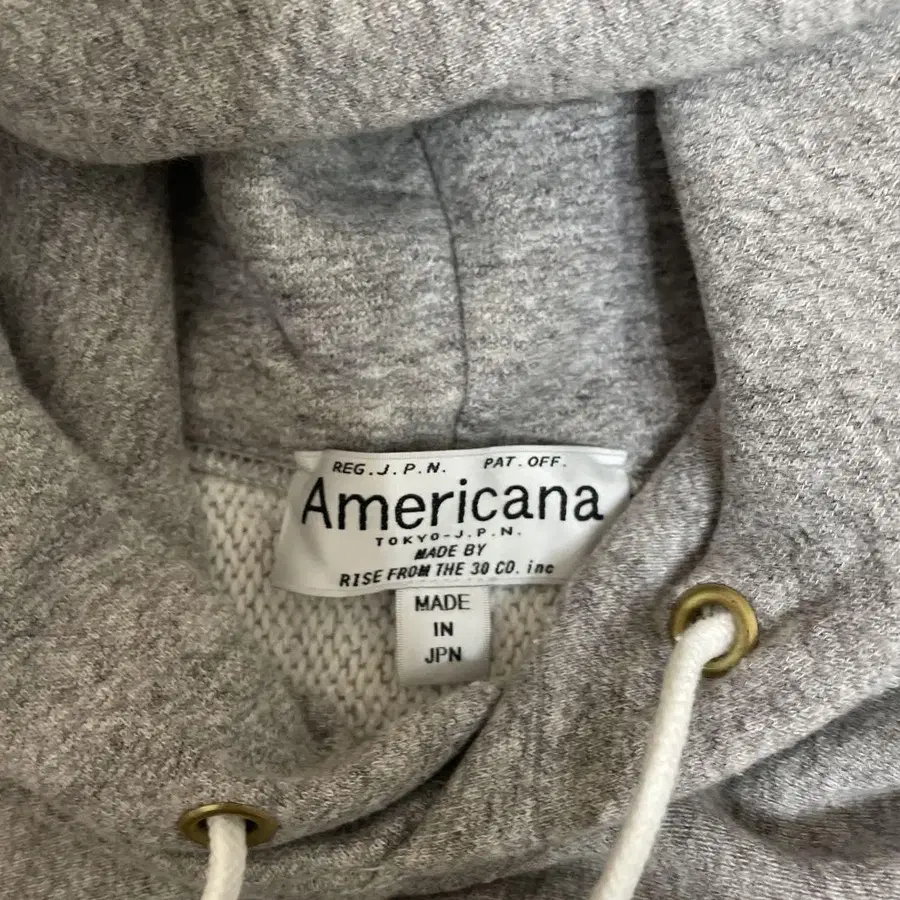 REG.J.P.N. PAT.OFF.
Americana
TOKYO-J.P.N.
MADE BY
RISE FROM THE 30 CO. inc
MADE
IN
JPN